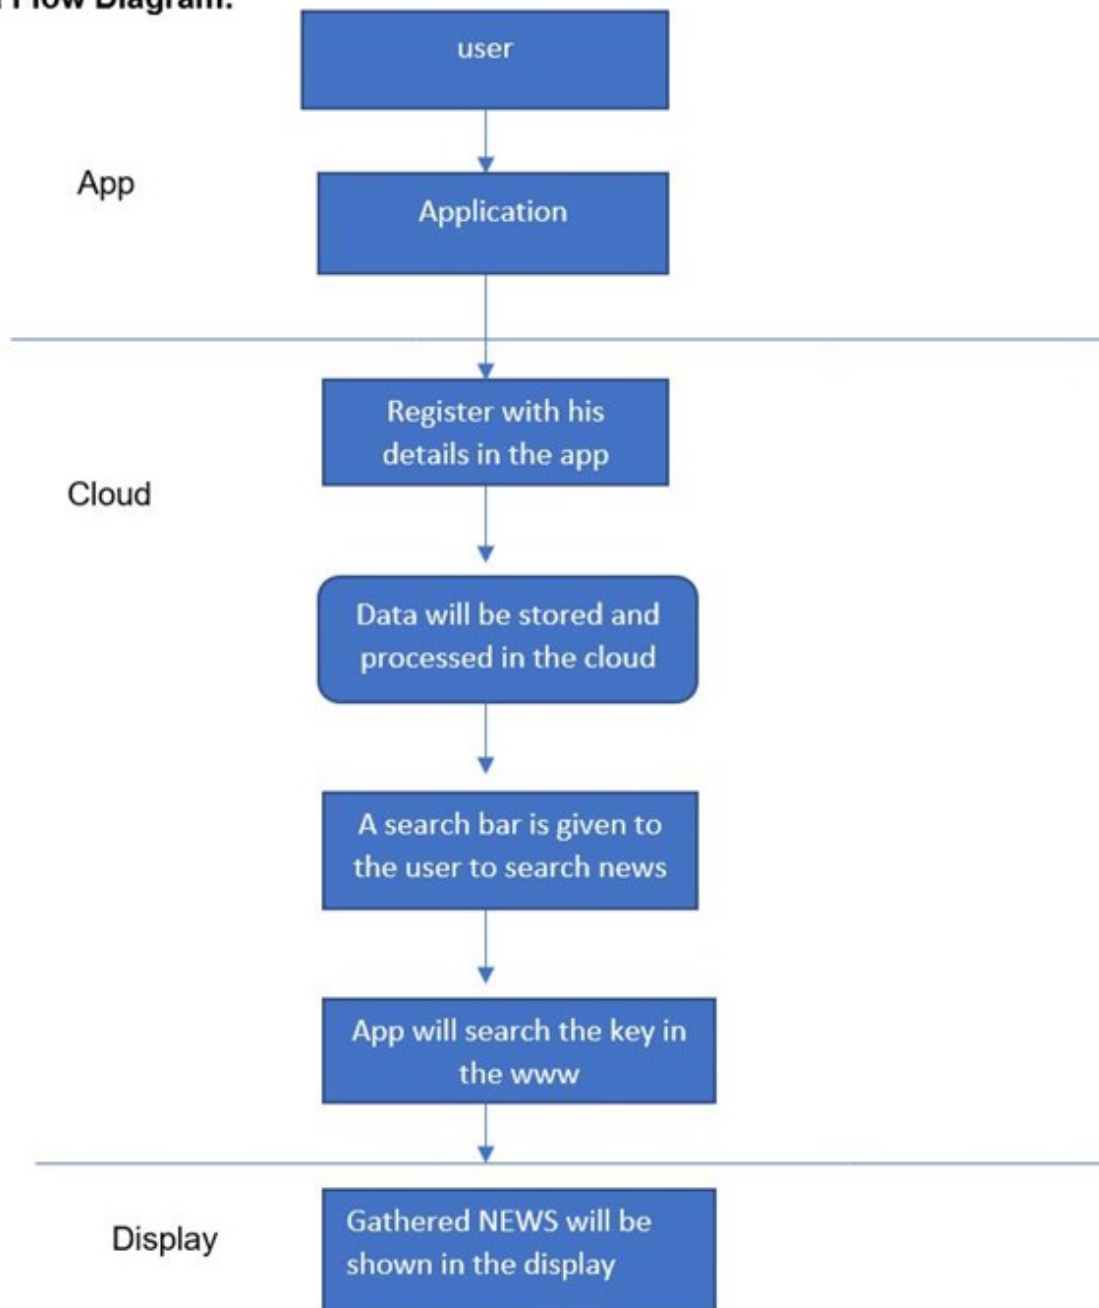 Flow Diagram:
user
App
Application
Register with his
details in the app
Cloud
Data will be stored and
processed in the cloud
A search bar is given to
the user to search news
App will search the key in
the www
Display
Gathered NEWS will be
shown in the display